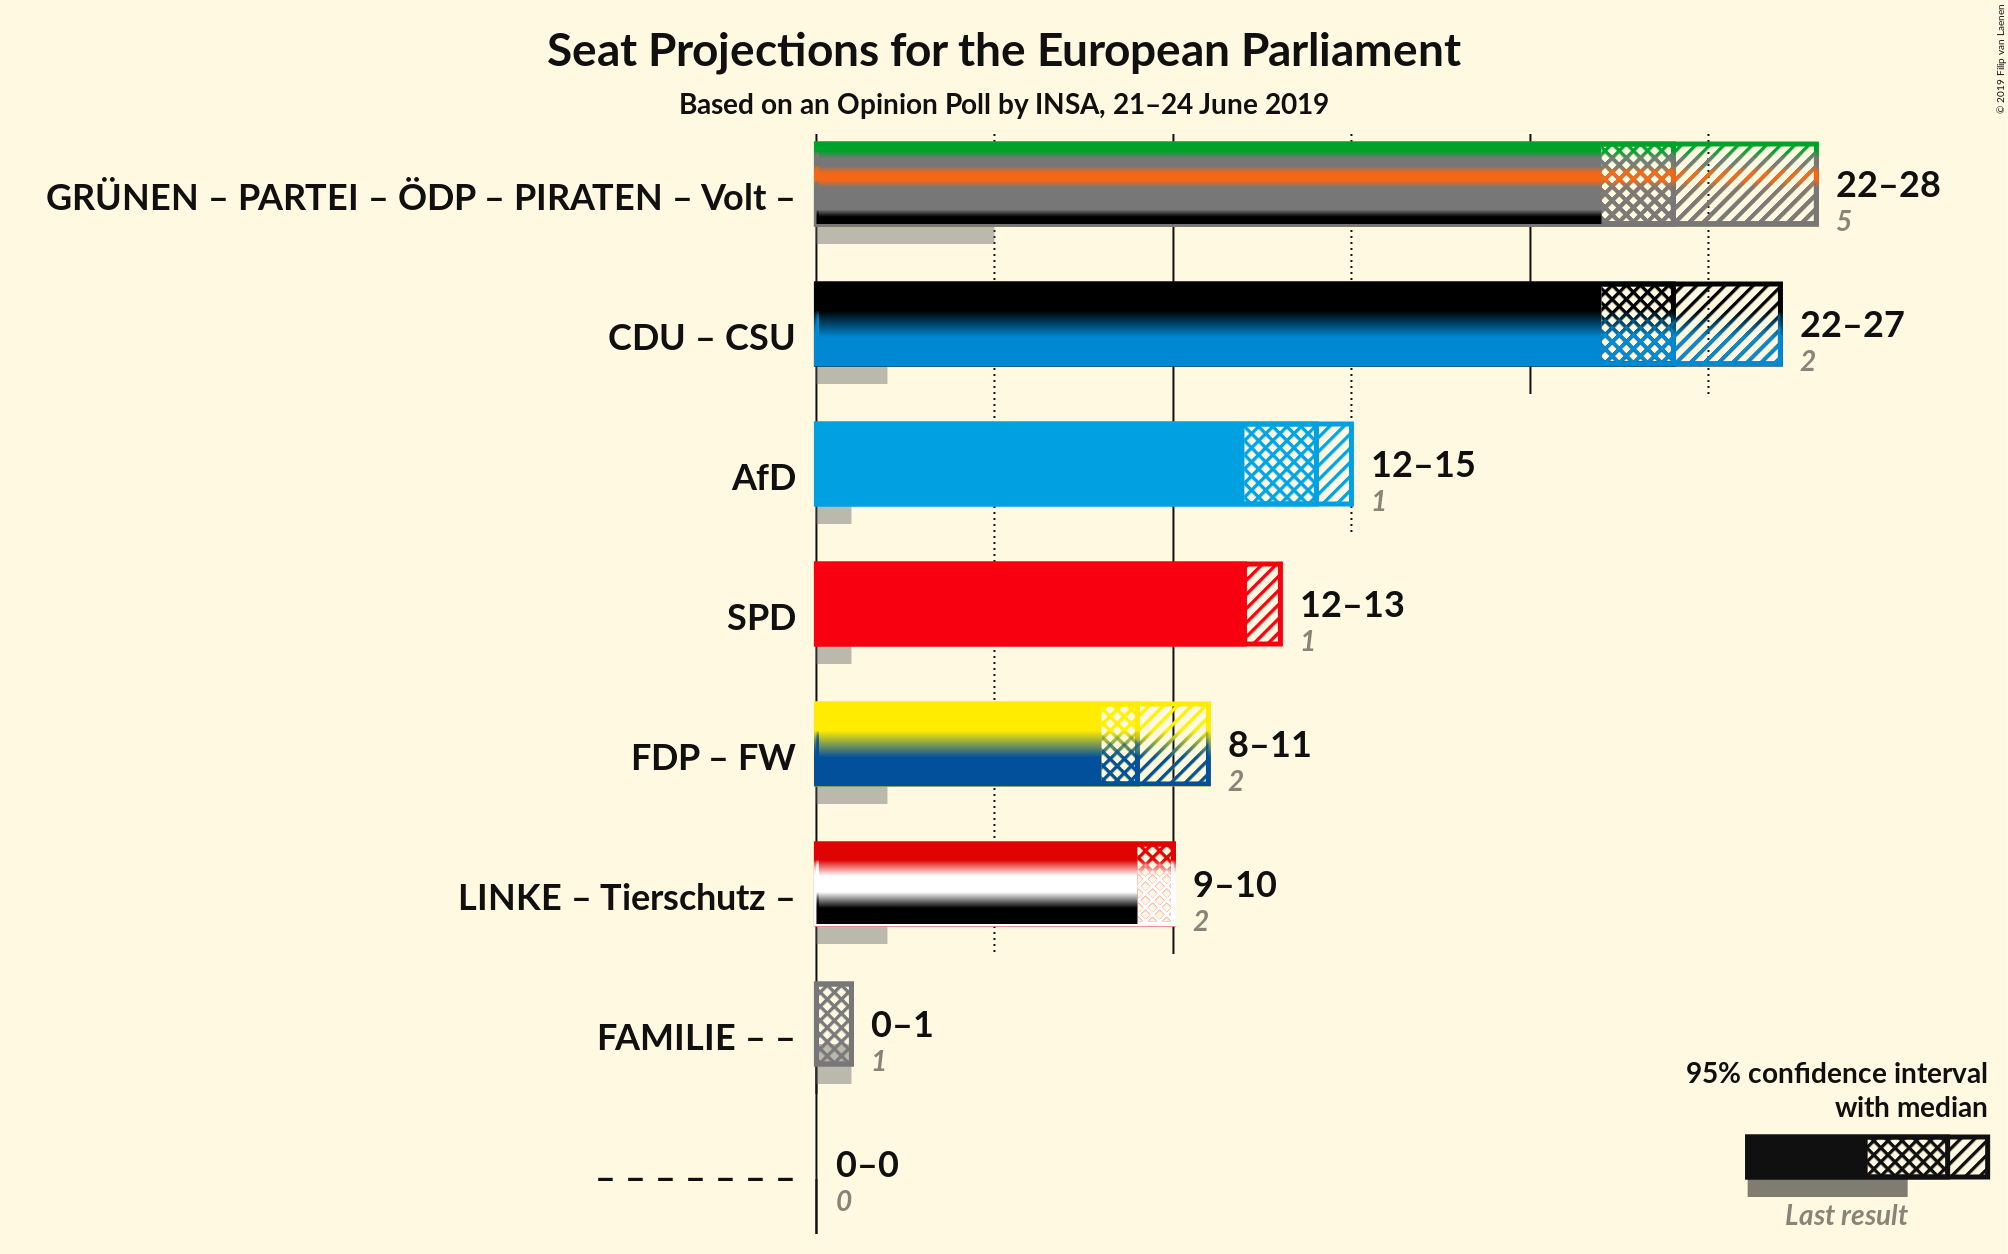 Seat Projections for the European Parliament
Based on an Opinion Poll by INSA, 21–24 June 2019
© 2019 Filip van Laenen
GRÜNEN – PARTEI – ÖDP – PIRATEN – Volt –
22–28
5
CDU – CSU
22–27
2
AfD
12–15
1
SPD
12–13
1
FDP – FW
8–11
2
LINKE – Tierschutz –
9–10
2
FAMILIE – –
0–1
1
– – – – – – –
0–0
0
95% confidence interval
with median
Last result